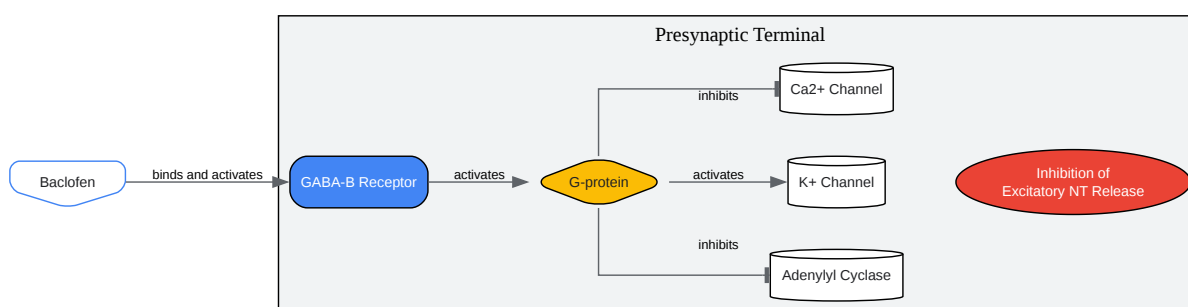 Presynaptic Terminal
Ca2+ Channel
inhibits
Baclofen
binds and activates
GABA-B Receptor
activates
G-protein
activates
K+ Channel
Inhibition of
Excitatory NT Release
inhibits
Adenylyl Cyclase